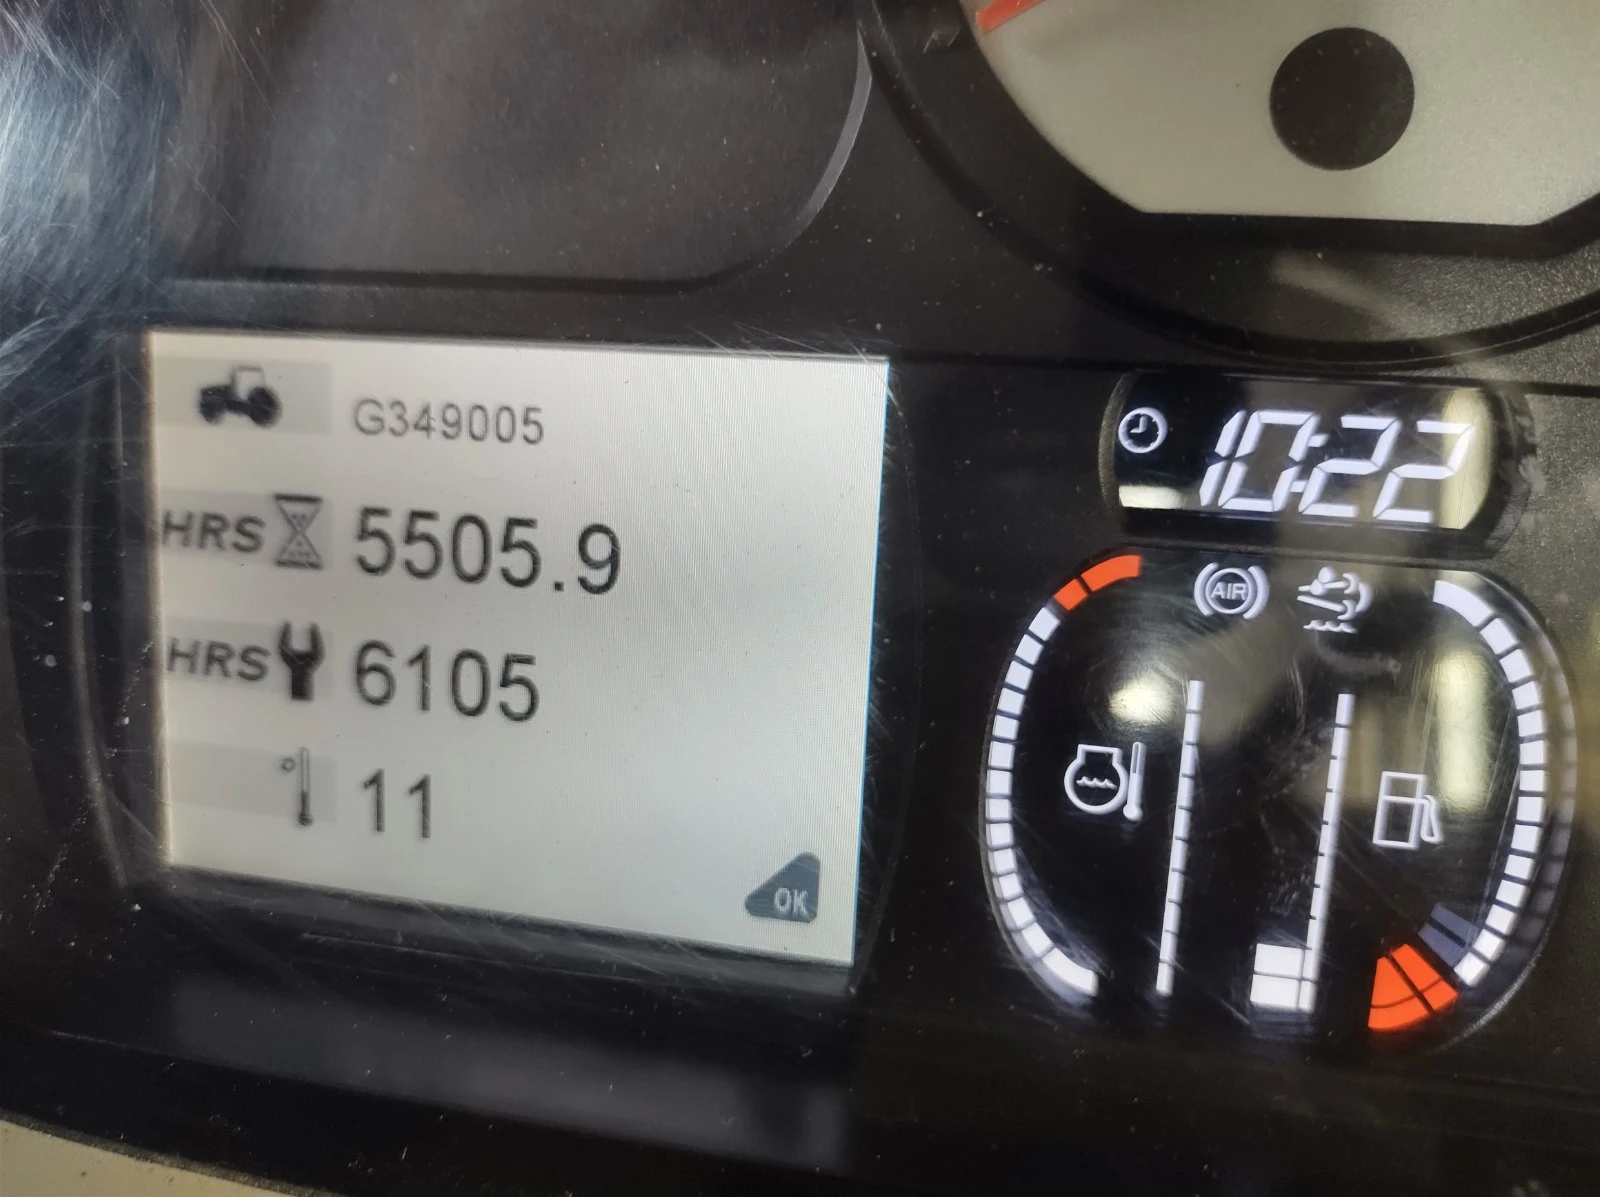 G349005
HRS 5505.9
HRS 6105
° 11
OK
10:22
AIR